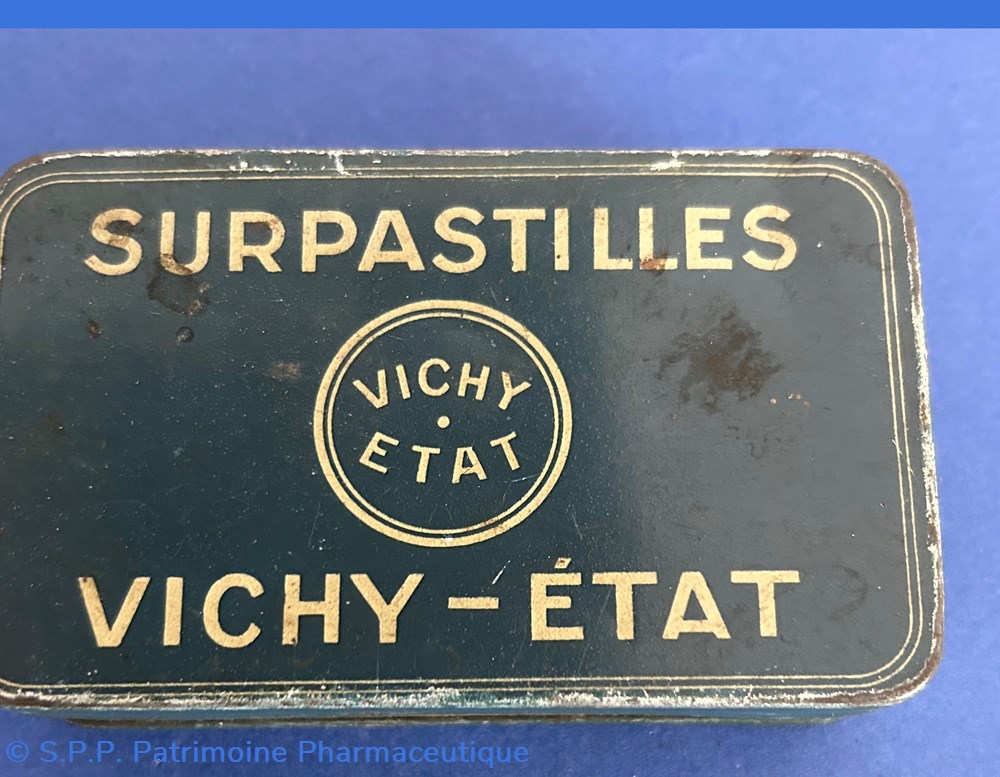 SURPASTILLES
VICHY
ETAT
VICHY - ÉTAT
© S.P.P. Patrimoine Pharmaceutique